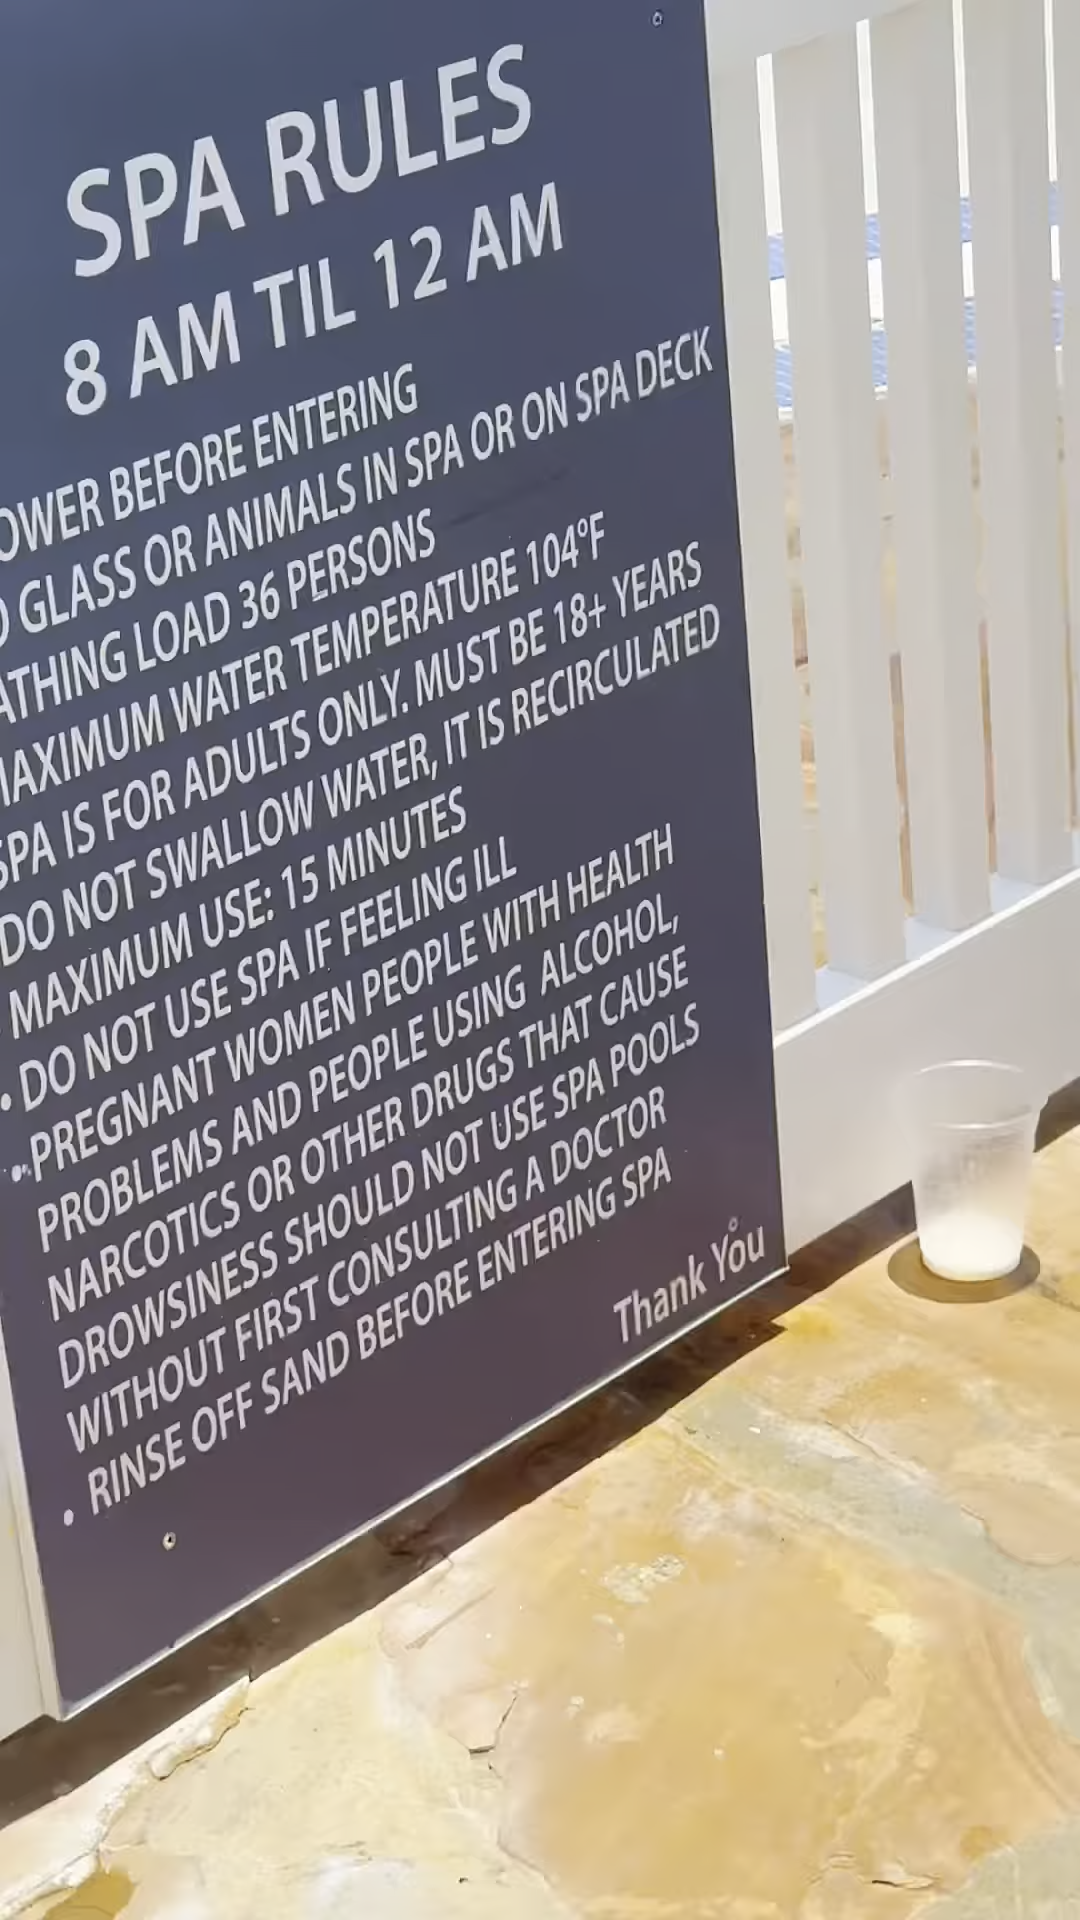 SPA RULES
8 AM TIL 12 AM
OWER BEFORE ENTERING
O GLASS OR ANIMALS IN SPA OR ON SPA DECK
ATHING LOAD 36 PERSONS
MAXIMUM WATER TEMPERATURE 104°F
SPA IS FOR ADULTS ONLY. MUST BE 18+ YEARS
DO NOT SWALLOW WATER, IT IS RECIRCULATED
MAXIMUM USE: 15 MINUTES
• DO NOT USE SPA IF FEELING ILL
• PREGNANT WOMEN PEOPLE WITH HEALTH
PROBLEMS AND PEOPLE USING ALCOHOL,
NARCOTICS OR OTHER DRUGS THAT CAUSE
DROWSINESS SHOULD NOT USE SPA POOLS
WITHOUT FIRST CONSULTING A DOCTOR
• RINSE OFF SAND BEFORE ENTERING SPA
Thank You